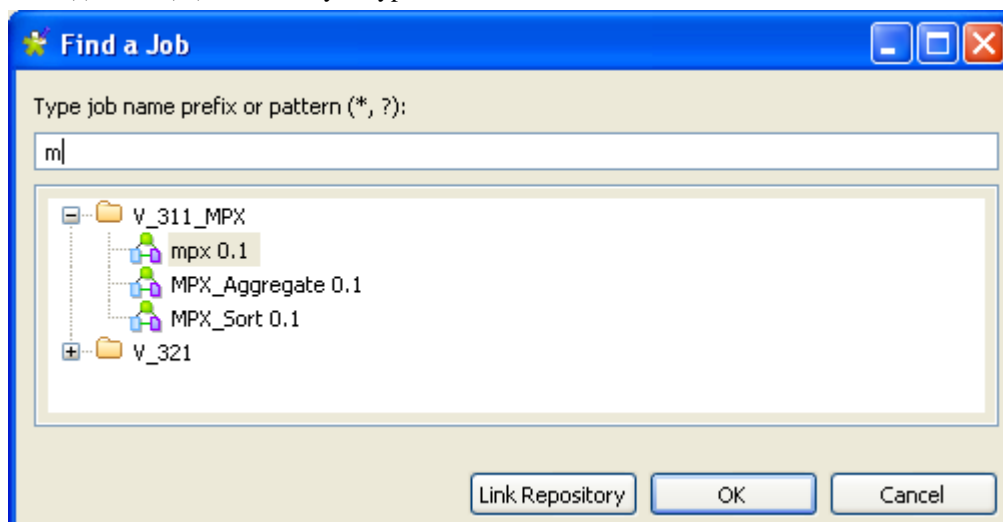 Find a Job
Type job name prefix or pattern (*, ?):
m
V_311_MPX
mpx 0.1
MPX_Aggregate 0.1
MPX_Sort 0.1
V_321
Link Repository OK Cancel